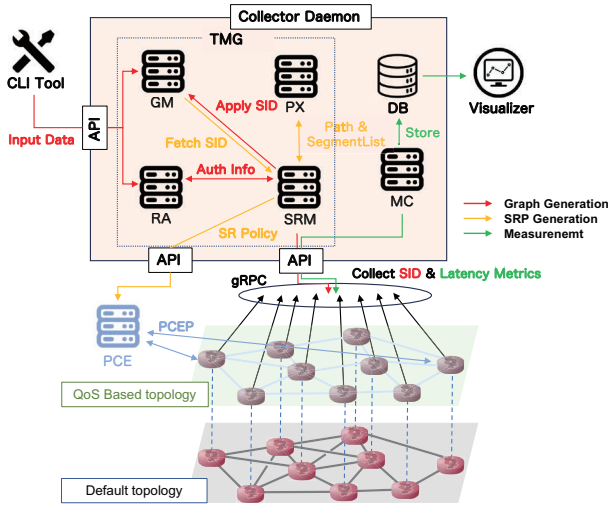 Collector Daemon
TMG
CLI Tool
GM
PX
DB
Visualizer
Apply SID
Input Data
API
Path &
SegmentList
Fetch SID
Store
Auth Info
RA
SRM
MC
Graph Generation
SRP Generation
Measurenemt
SR Policy
API
API
gRPC
Collect SID & Latency Metrics
PCEP
PCE
QoS Based topology
Default topology